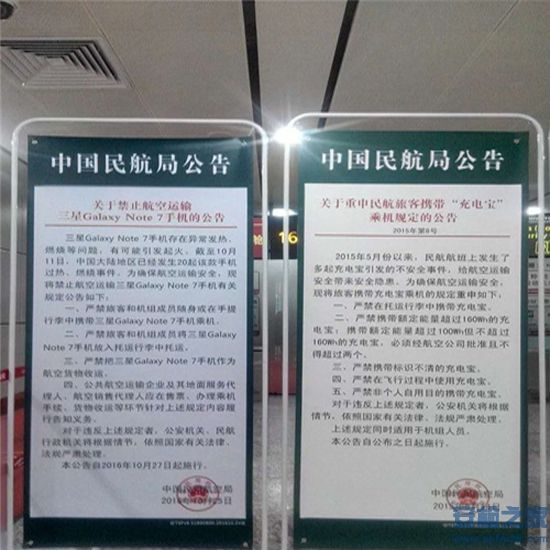 中国民航局公告
关于禁止航空运输
三星Galaxy Note 7手机的公告
三星Galaxy Note 7手机存在异常发热、
燃烧等问题，有可能引发起火。截至10月
11日，中国大陆地区已经发生20起该款手机
过热、燃烧事件。为确保航空运输安全，现
将禁止航空运输三星Galaxy Note 7手机有关
规定公告如下：
一、严禁旅客和机组成员随身或在手提
行李中携带三星Galaxy Note 7手机乘机。
二、严禁旅客和机组成员将三星Galaxy
Note 7手机放入托运行李中托运。
三、严禁把三星Galaxy Note 7手机作为
航空货物收运。
四、公共航空运输企业及其地面服务代
理人、航空销售代理人应在售票、办理乘机
手续、货物收运等环节针对上述规定内容履
行告知义务。
对于违反上述规定者，公安机关、民航
行政机关将根据情节，依照国家有关法律、
法规严肃处理。
本公告自2016年10月27日起施行。
中国民用航空局
中国民航局公告
关于重申民航旅客携带“充电宝”
乘机规定的公告
2015年第8号
2015年5月份以来，民航航班上发生了
多起充电宝引发的不安全事件，给航空运输
安全带来安全隐患。为确保航空运输安全，
现将旅客携带充电宝乘机的规定重申如下：
一、严禁在托运行李中携带充电宝。
二、严禁携带额定能量超过160Wh的充
电宝；携带额定能量超过100Wh但不超过
160Wh的充电宝，必须经航空公司批准且不
得超过两个。
三、严禁携带标识不清的充电宝。
四、严禁在飞行过程中使用充电宝。
五、严禁非个人自用目的携带充电宝。
对于违反上述规定者，公安机关将根据
情节，依照国家有关法律、法规严肃处理。
上述规定同时适用于机组人员。
本公告自公布之日起施行。
中国民用航空局
16